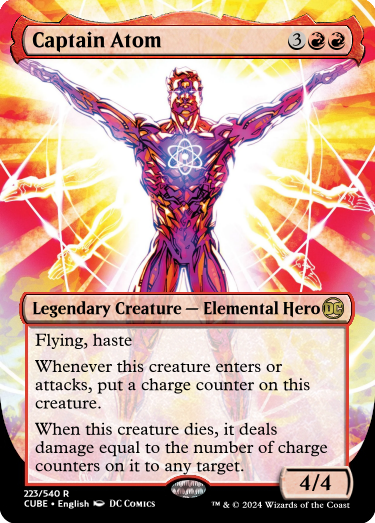 Captain Atom 3
Legendary Creature — Elemental Hero DC
Flying, haste
Whenever this creature enters or
attacks, put a charge counter on this
creature.
When this creature dies, it deals
damage equal to the number of charge
counters on it to any target.
4/4
223/540 R
CUBE • English DC COMICS
™ & © 2024 Wizards of the Coast